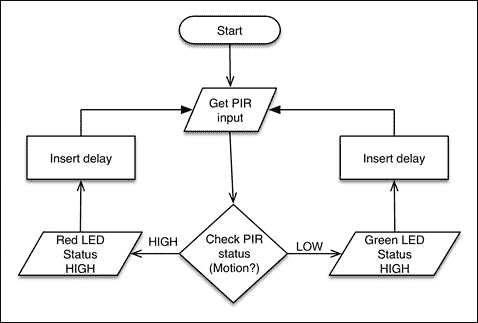 Start
Get PIR
input
Insert delay
Insert delay
Red LED
Status
HIGH
HIGH
Check PIR
status
(Motion?)
LOW
Green LED
Status
HIGH